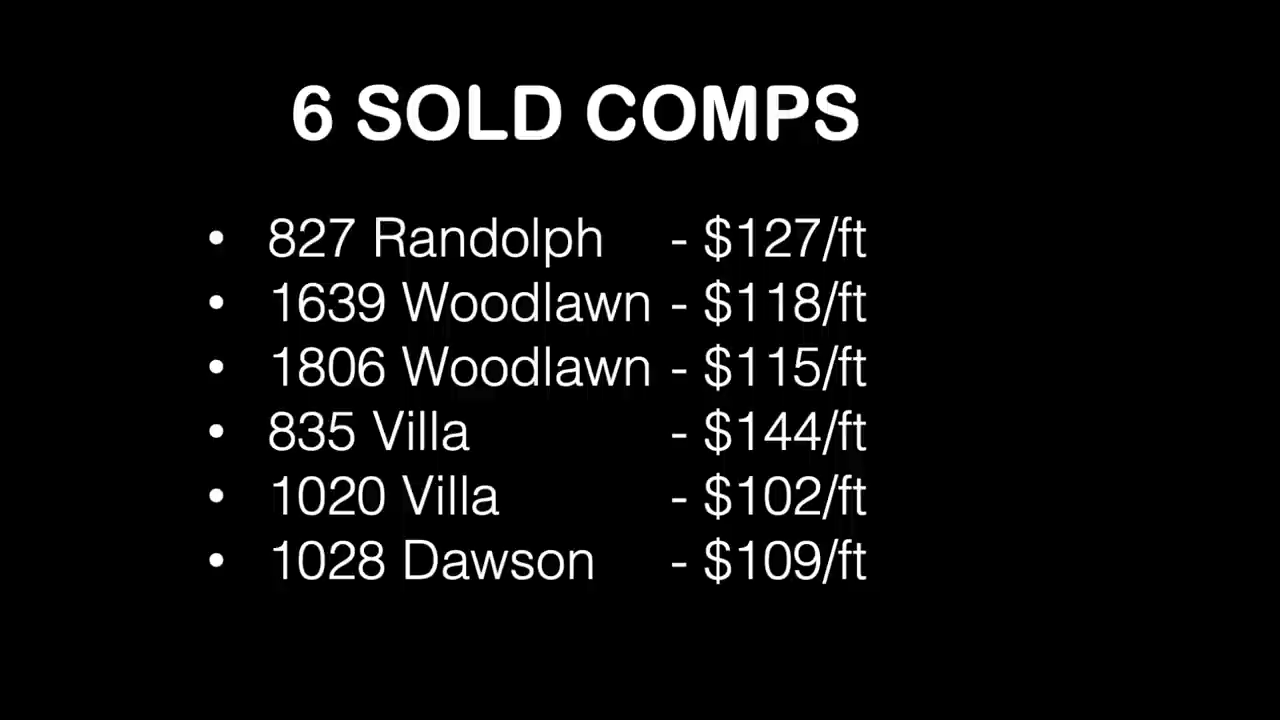 6 SOLD COMPS
• 827 Randolph - $127/ft
• 1639 Woodlawn - $118/ft
• 1806 Woodlawn - $115/ft
• 835 Villa - $144/ft
• 1020 Villa - $102/ft
• 1028 Dawson - $109/ft